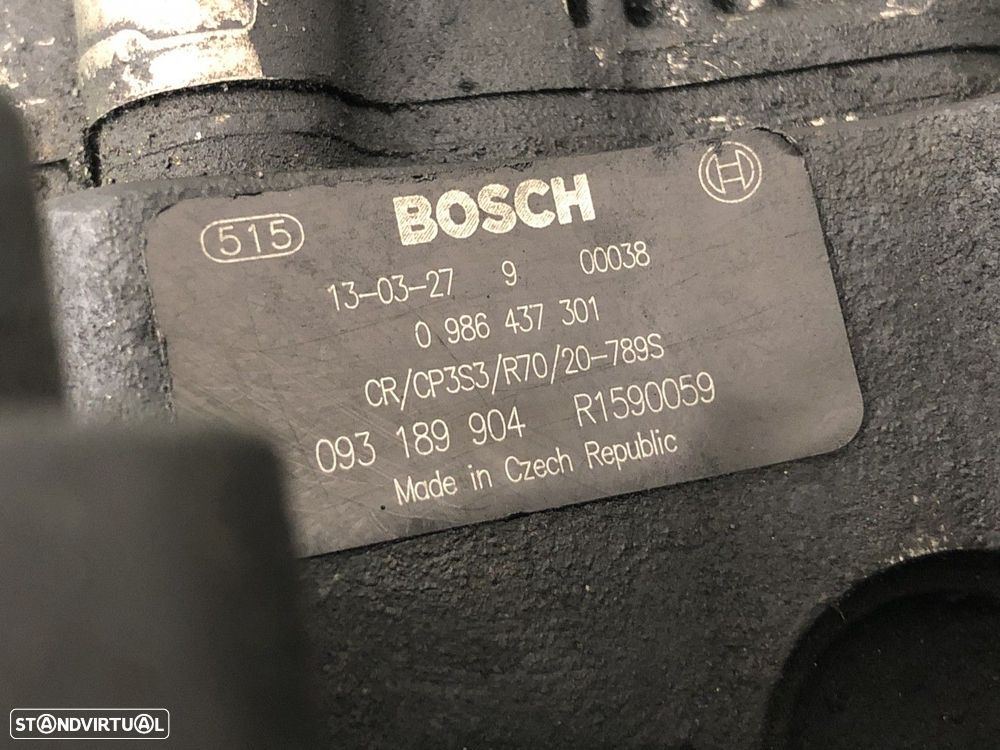 515 BOSCH
13-03-27 9 00038
0 986 437 301
CR/CP3S3/R70/20-789S
093 189 904 R1590059
Made in Czech Republic
STANDVIRTUAL